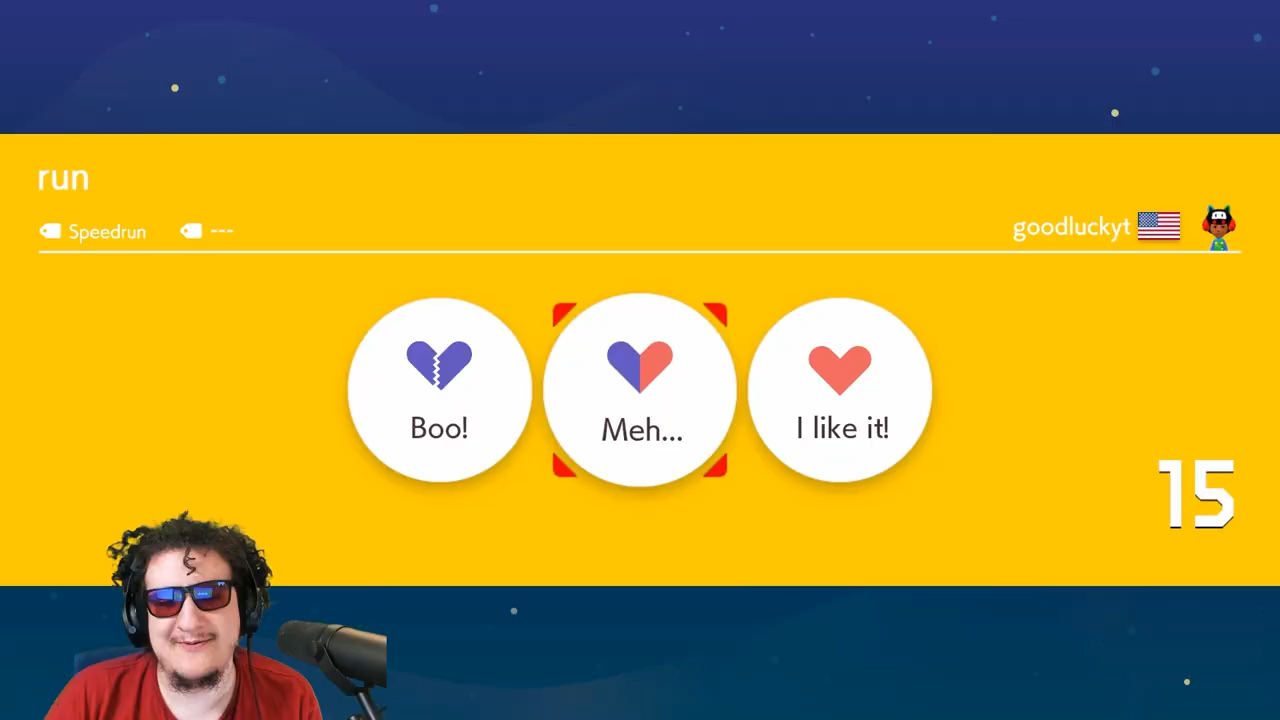 run
Speedrun ---
goodluckyt
Boo!
Meh...
I like it!
15